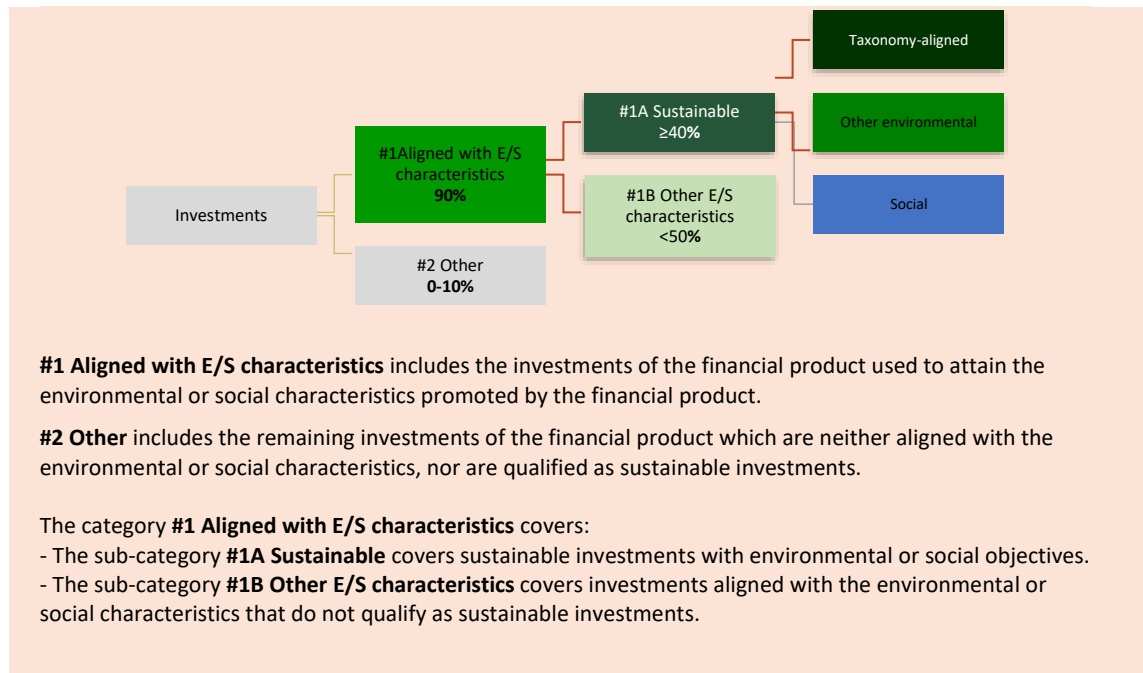 Taxonomy-aligned
#1A Sustainable
≥40%
Other environmental
#1Aligned with E/S
characteristics
90%
#1B Other E/S
characteristics
<50%
Social
Investments
#2 Other
0-10%
#1 Aligned with E/S characteristics includes the investments of the financial product used to attain the
environmental or social characteristics promoted by the financial product.
#2 Other includes the remaining investments of the financial product which are neither aligned with the
environmental or social characteristics, nor are qualified as sustainable investments.
The category #1 Aligned with E/S characteristics covers:
- The sub-category #1A Sustainable covers sustainable investments with environmental or social objectives.
- The sub-category #1B Other E/S characteristics covers investments aligned with the environmental or
social characteristics that do not qualify as sustainable investments.